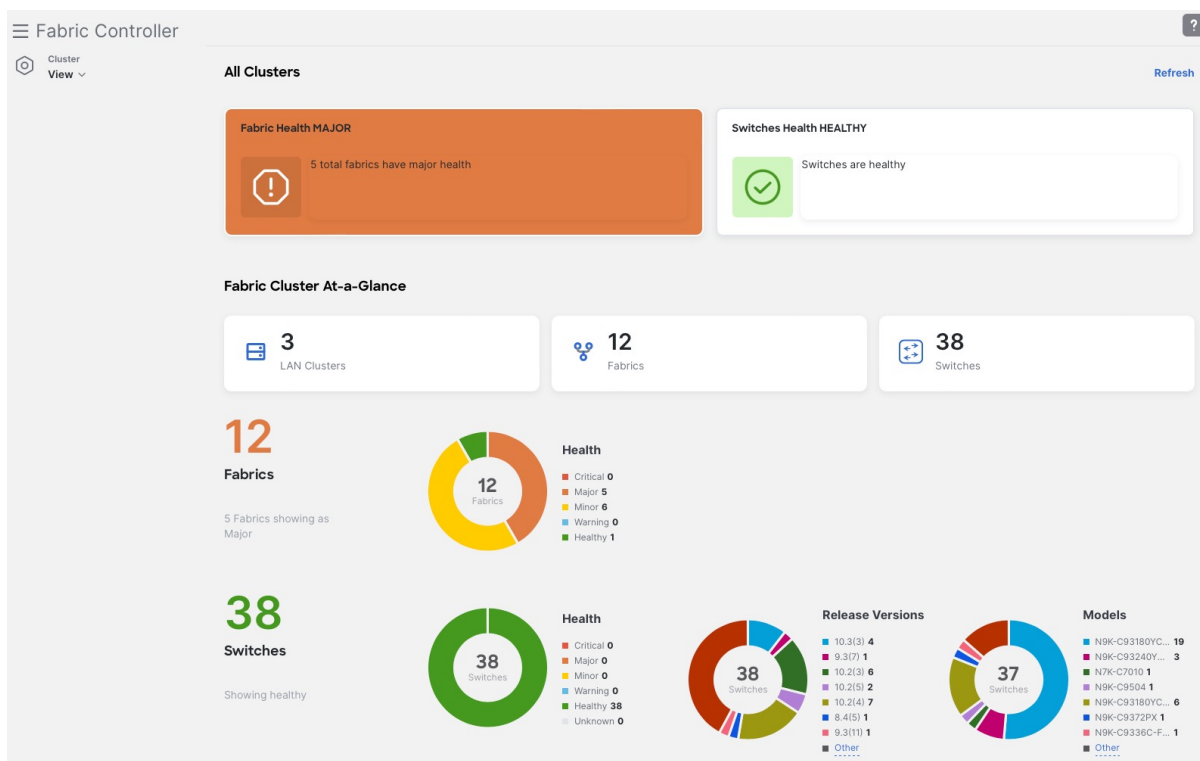 Fabric Controller
?
Cluster
View
All Clusters
Refresh
Fabric Health MAJOR
5 total fabrics have major health
Switches Health HEALTHY
Switches are healthy
Fabric Cluster At-a-Glance
3
LAN Clusters
12
Fabrics
38
Switches
12
Fabrics
5 Fabrics showing as
Major
12
Fabrics
Health
Critical 0
Major 5
Minor 6
Warning 0
Healthy 1
38
Switches
Showing healthy
38
Switches
Health
Critical 0
Major 0
Minor 0
Warning 0
Healthy 38
Unknown 0
38
Switches
Release Versions
10.3(3) 4
9.3(7) 1
10.2(3) 6
10.2(5) 2
10.2(4) 7
8.4(5) 1
9.3(11) 1
Other
37
Switches
Models
N9K-C93180YC... 19
N9K-C93240Y... 3
N7K-C7010 1
N9K-C9504 1
N9K-C93180YC... 6
N9K-C9372PX 1
N9K-C9336C-F... 1
Other